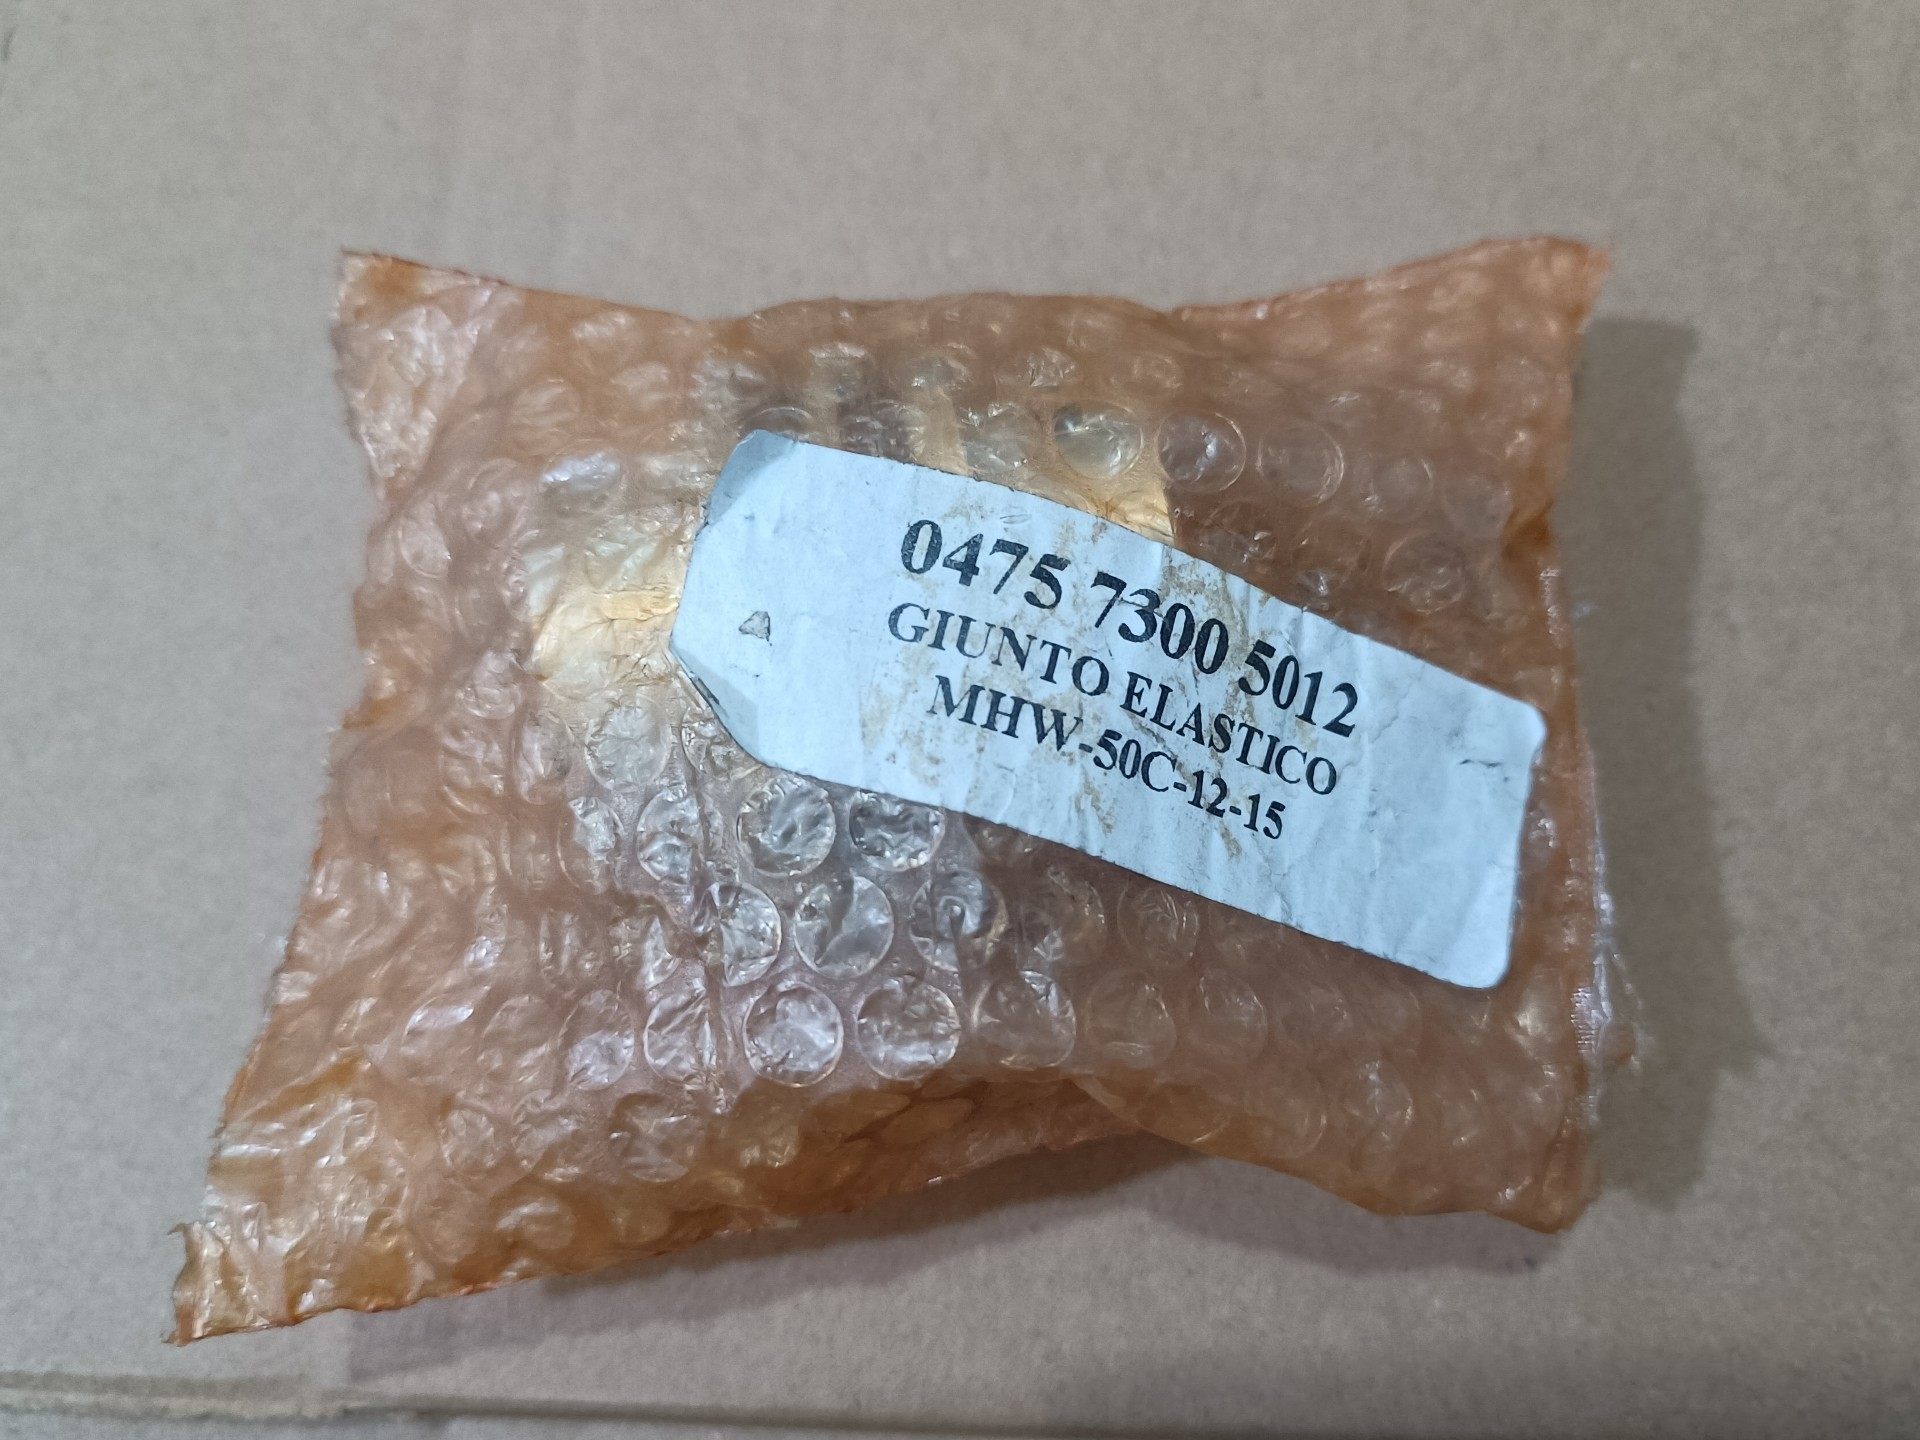 0475 7300 5012
GIUNTO ELASTICO
MHW-50C-12-15